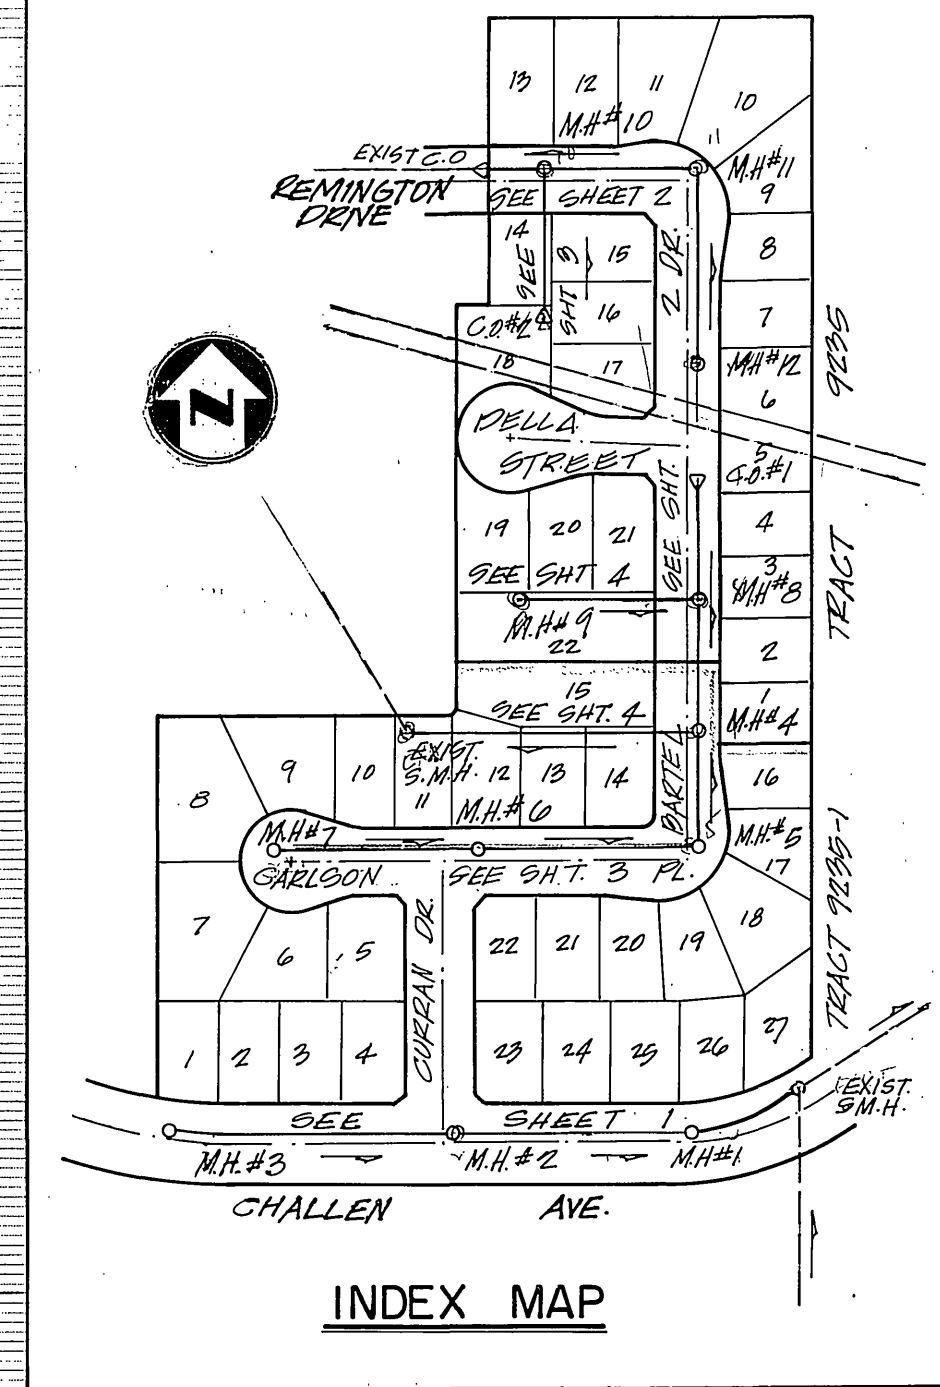 13
12
11
10
M.H#10
11
EXIST C.O
M.H#11
9
REMINGTON
DRIVE
SEE SHEET 2
14
SEE
SHT 3
15
2 DR.
8
16
7
C.O.#2
18
17
M.H#12
6
N
DELLA
STREET
5
C.O.#1
SEE SHT.
19
20
21
4
SEE SHT 4
3
M.H#8
M.H#9
22
2
15
SEE SHT. 4
1
M.H#4
TRACT 9235
BARTEL
EXIST.
S.M.H.
8
9
10
11
12
13
14
16
M.H.#6
M.H#7
M.H.#5
17
CARLSON
SEE SHT. 3 PL.
TRACT 9235-1
7
6
5
CURRAN DR.
22
21
20
19
18
1
2
3
4
23
24
25
26
27
EXIST.
S.M.H.
SEE SHEET 1
M.H.#3
M.H.#2
M.H#1
CHALLEN AVE.
INDEX MAP